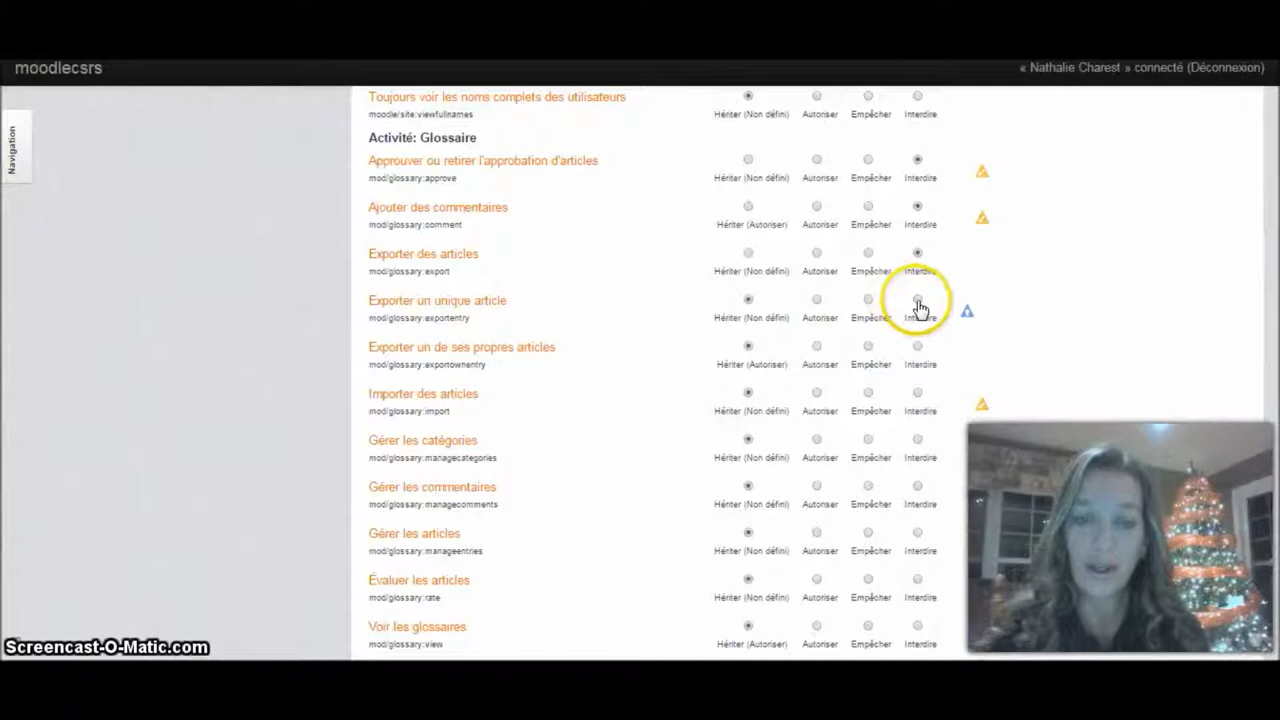 moodlecsrs
« Nathalie Charest » connecté (Déconnexion)
Navigation
Toujours voir les noms complets des utilisateurs
moodle/site:viewfullnames
Hériter (Non défini) Autoriser Empêcher Interdire
Activité: Glossaire
Approuver ou retirer l'approbation d'articles
mod/glossary:approve
Hériter (Non défini) Autoriser Empêcher Interdire
Ajouter des commentaires
mod/glossary:comment
Hériter (Autoriser) Autoriser Empêcher Interdire
Exporter des articles
mod/glossary:export
Hériter (Non défini) Autoriser Empêcher Interdire
Exporter un unique article
mod/glossary:exportentry
Hériter (Non défini) Autoriser Empêcher Interdire
Exporter un de ses propres articles
mod/glossary:exportownentry
Hériter (Autoriser) Autoriser Empêcher Interdire
Importer des articles
mod/glossary:import
Hériter (Non défini) Autoriser Empêcher Interdire
Gérer les catégories
mod/glossary:managecategories
Hériter (Non défini) Autoriser Empêcher Interdire
Gérer les commentaires
mod/glossary:managecomments
Hériter (Non défini) Autoriser Empêcher Interdire
Gérer les articles
mod/glossary:manageentries
Hériter (Non défini) Autoriser Empêcher Interdire
Évaluer les articles
mod/glossary:rate
Hériter (Non défini) Autoriser Empêcher Interdire
Voir les glossaires
mod/glossary:view
Hériter (Autoriser) Autoriser Empêcher Interdire
Screencast-O-Matic.com